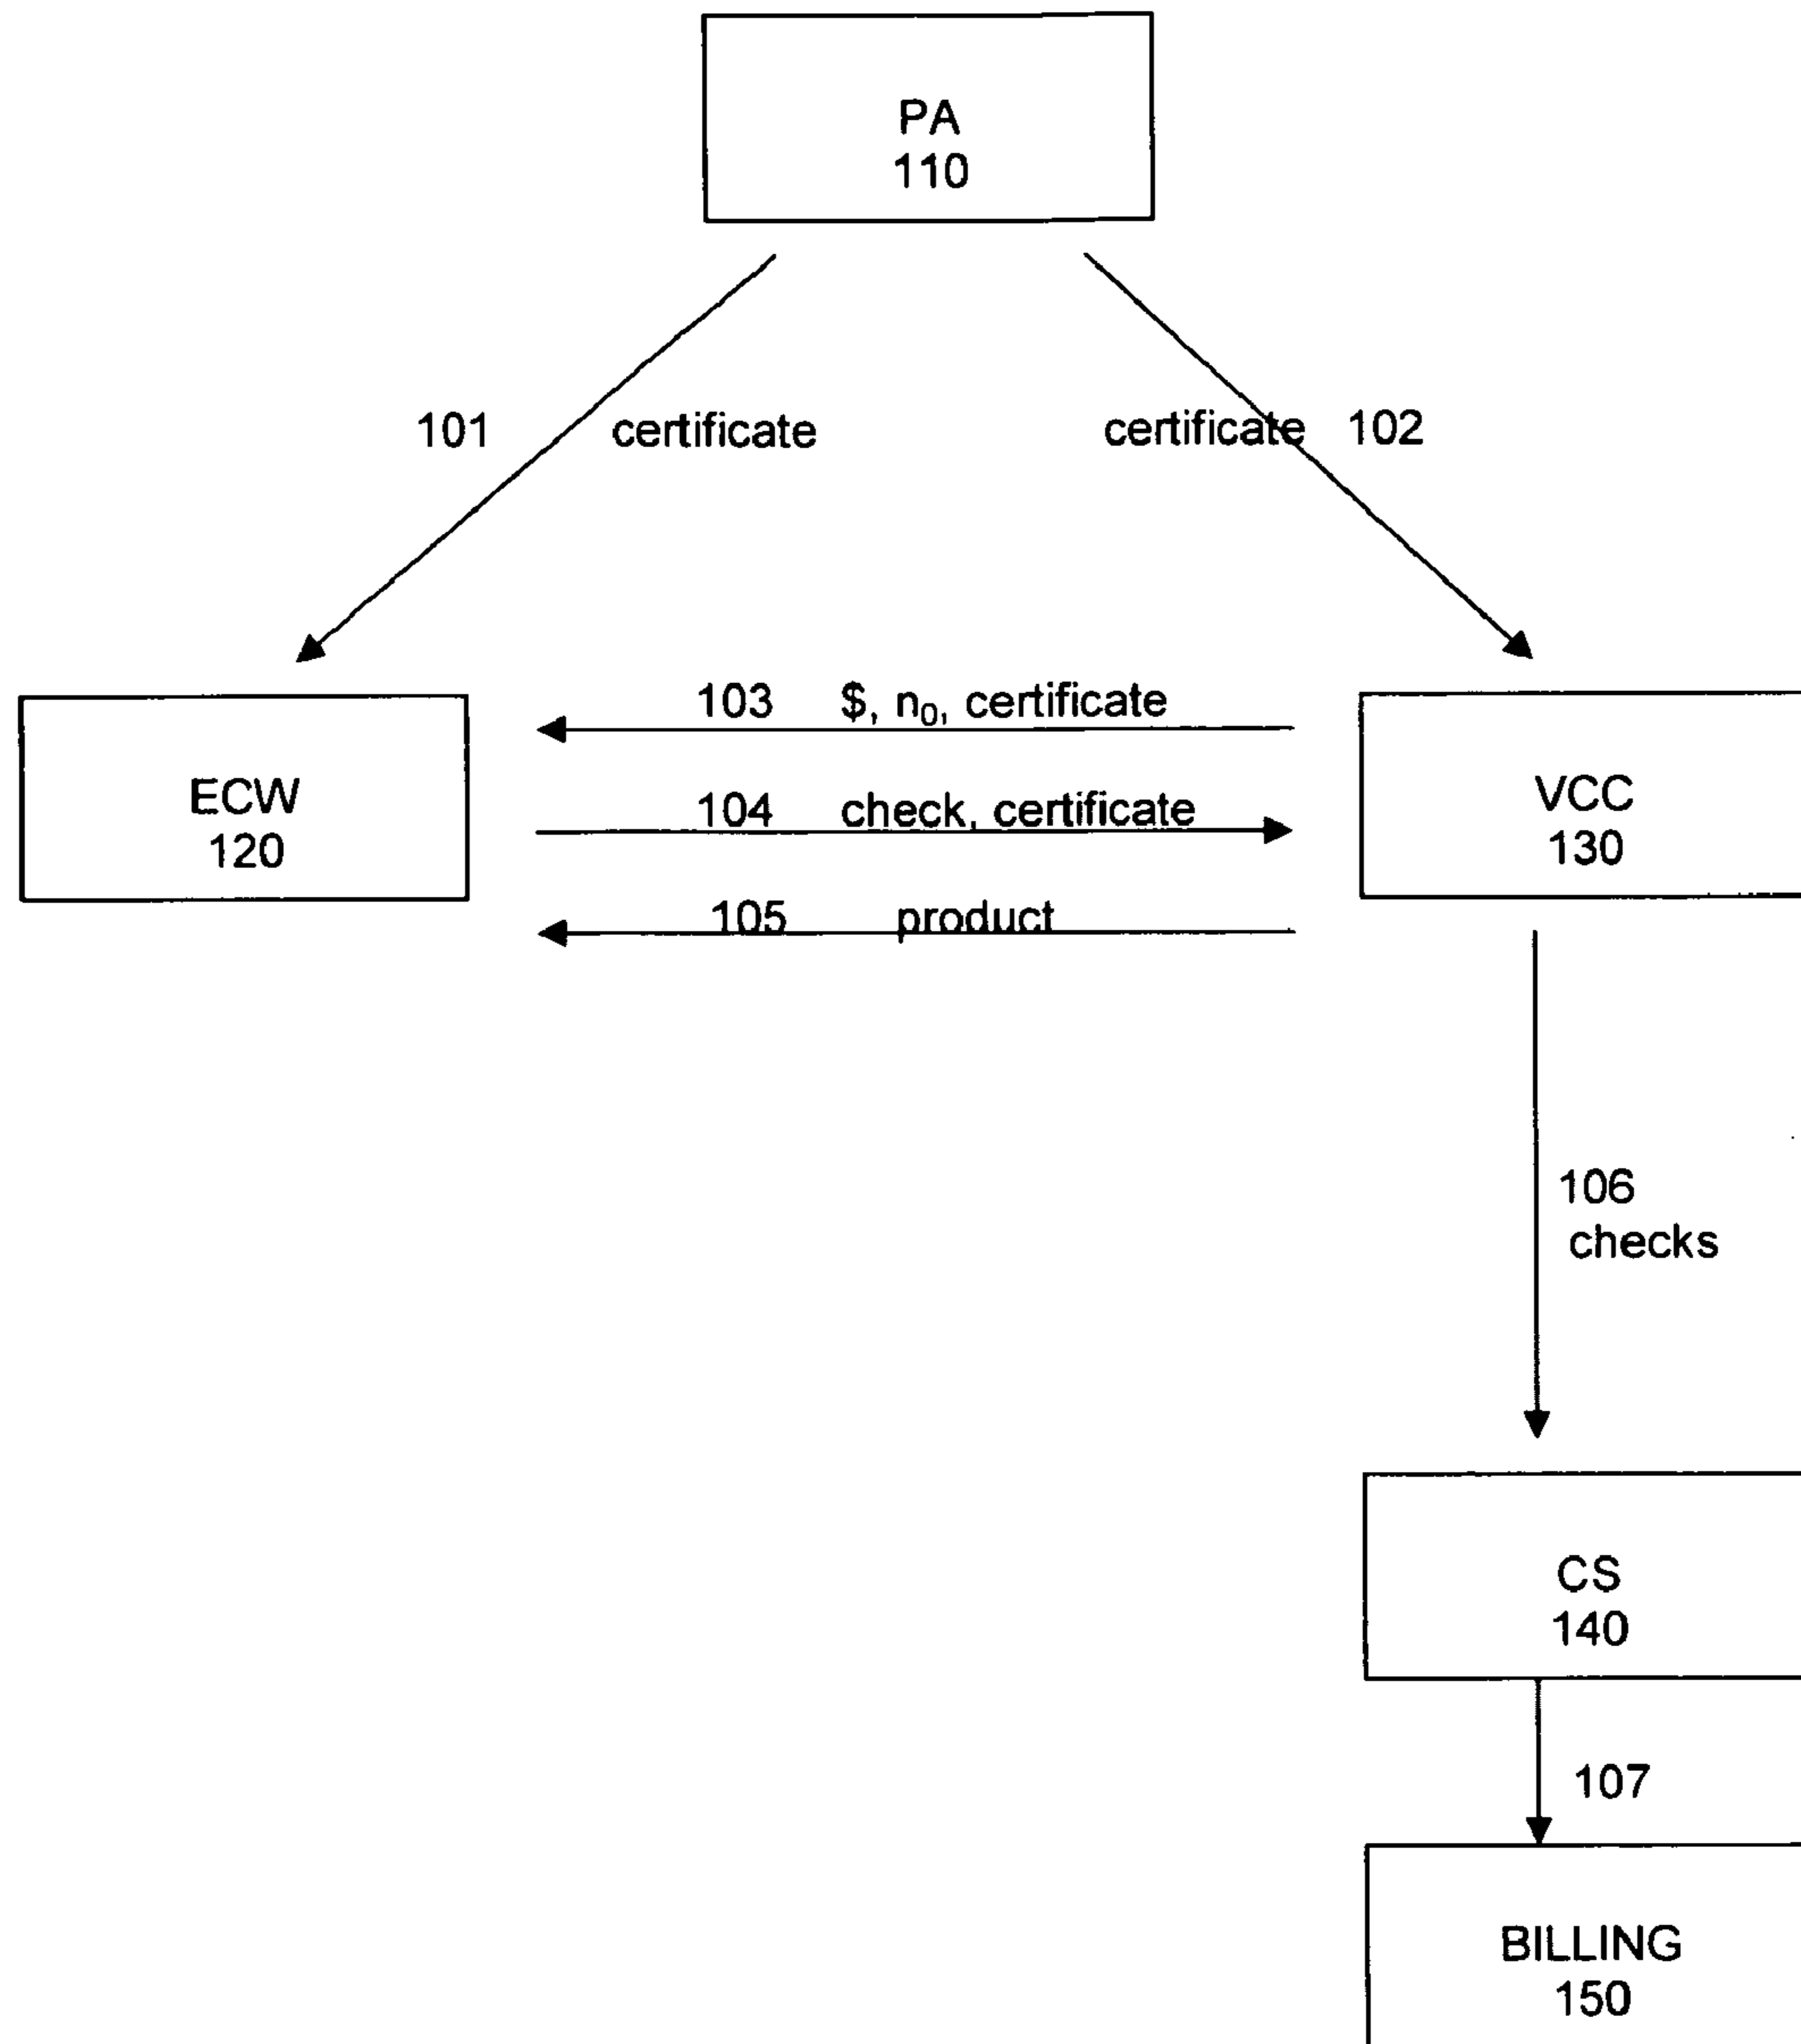 PA
110
101 certificate
certificate 102
103 $, n₀, certificate
ECW
120
104 check, certificate
VCC
130
105 product
106
checks
CS
140
107
BILLING
150